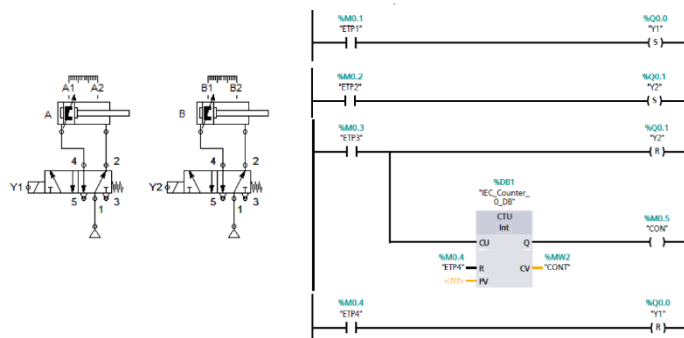 A1 A2
A
4 2
Y1
5 3
1
B1 B2
B
4 2
Y2
5 3
1
%M0.1
"ETP1"
%Q0.0
"Y1"
S
%M0.2
"ETP2"
%Q0.1
"Y2"
S
%M0.3
"ETP3"
%Q0.1
"Y2"
R
%DB1
"IEC_Counter_
0_DB"
CTU
Int
CU Q
%M0.5
"CON"
%M0.4
"ETP4"
R
CV
%MW2
"CONT"
<???>
PV
%M0.4
"ETP4"
%Q0.0
"Y1"
R